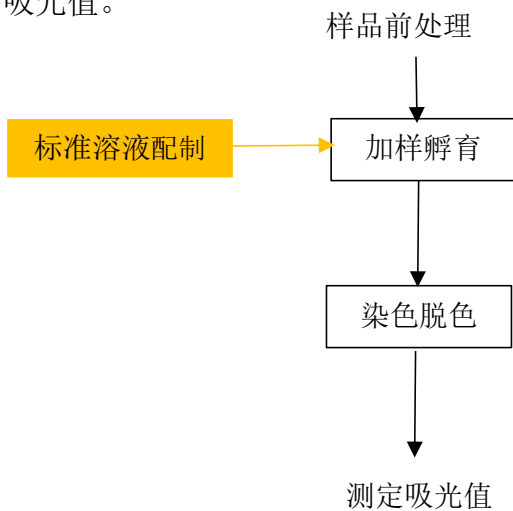 吸光值。
样品前处理
标准溶液配制
加样孵育
染色脱色
测定吸光值